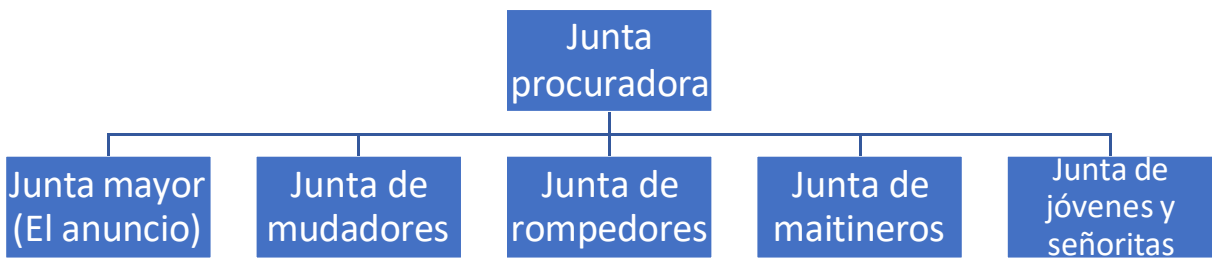 Junta
procuradora
Junta mayor
(El anuncio)
Junta de
mudadores
Junta de
rompedores
Junta de
maitineros
Junta de
jóvenes y
señoritas